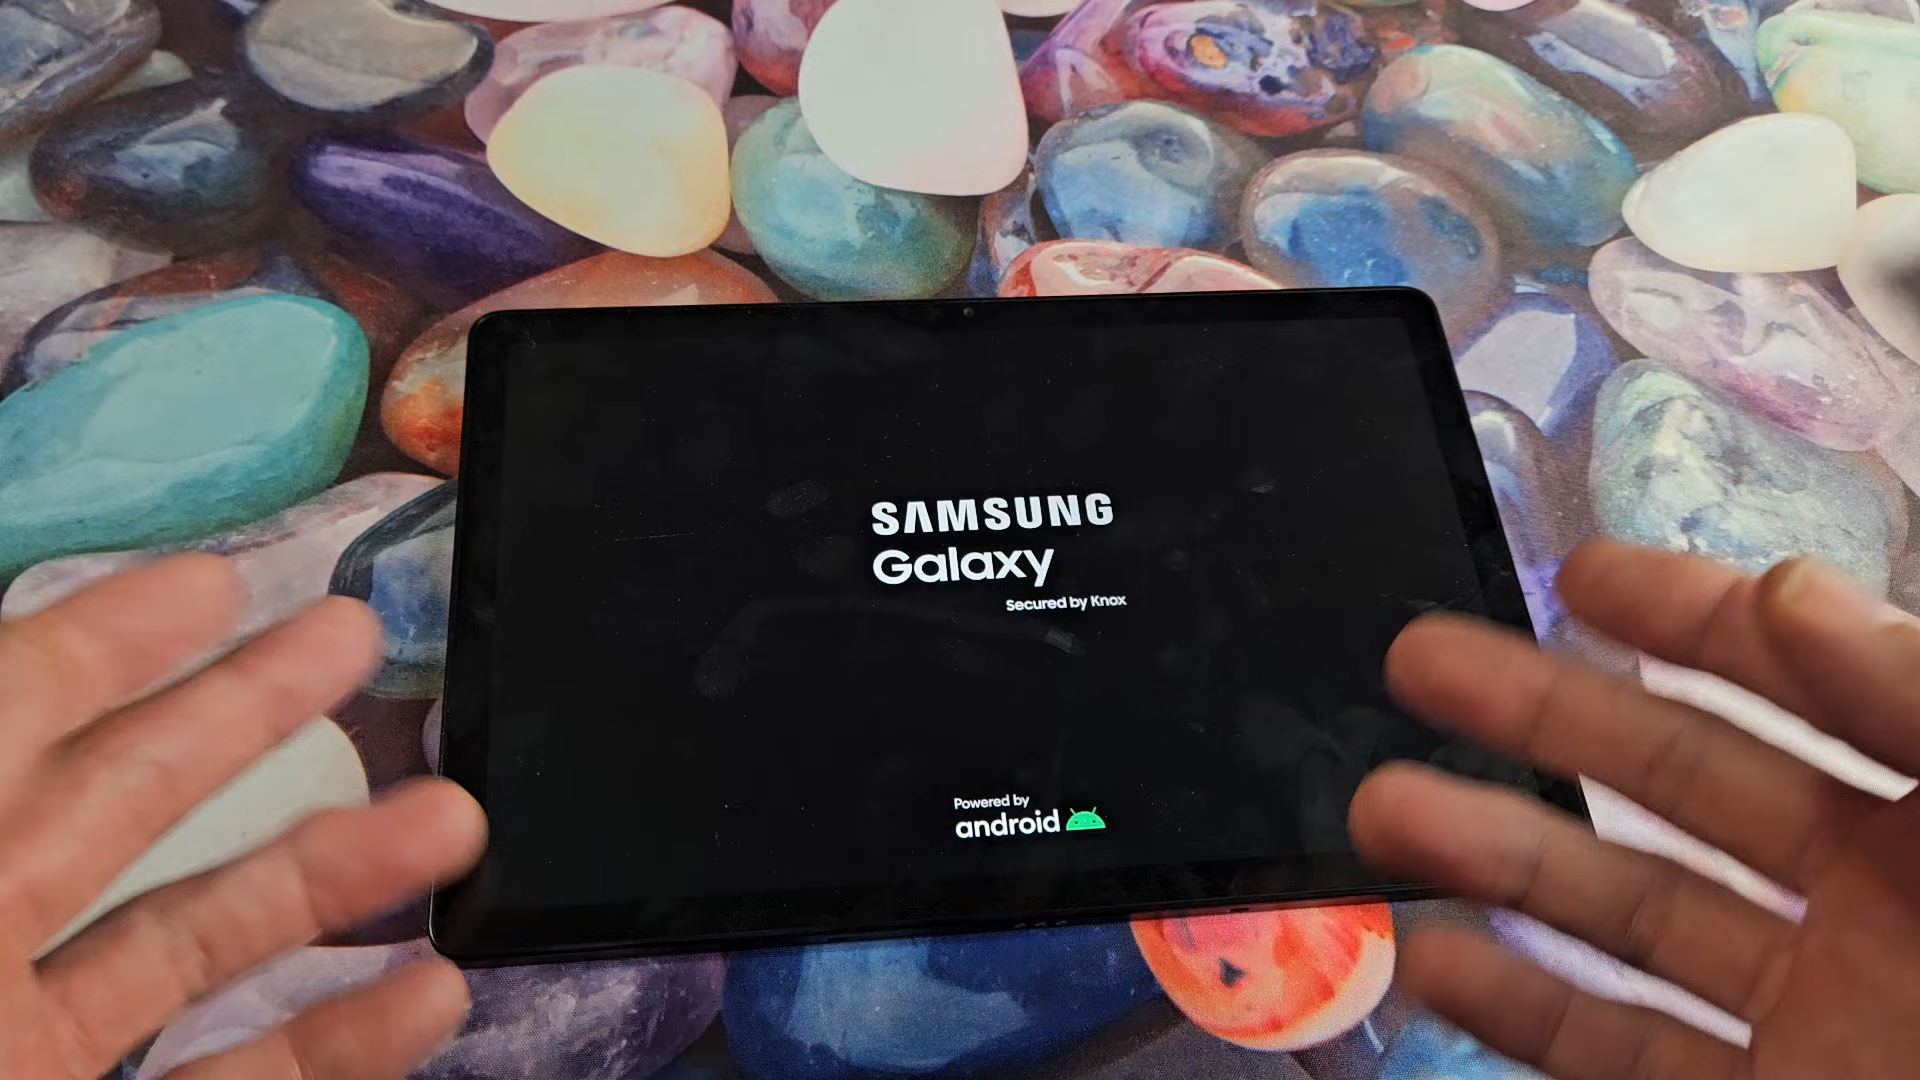 SAMSUNG
Galaxy
Secured by Knox
Powered by
android